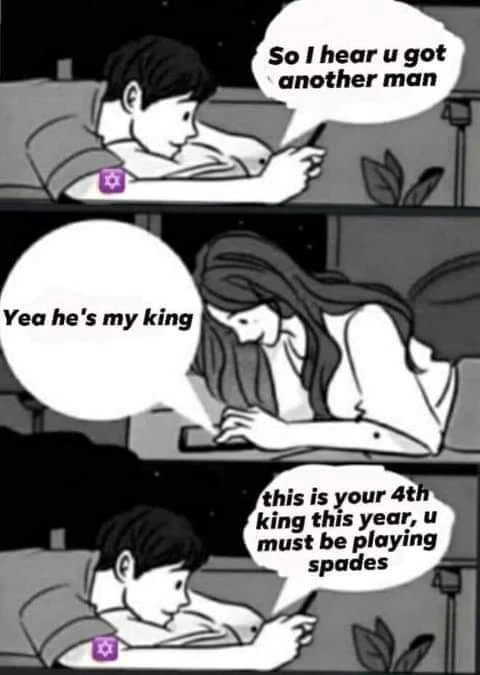 So I hear u got
another man
Yea he's my king
this is your 4th
king this year, u
must be playing
spades